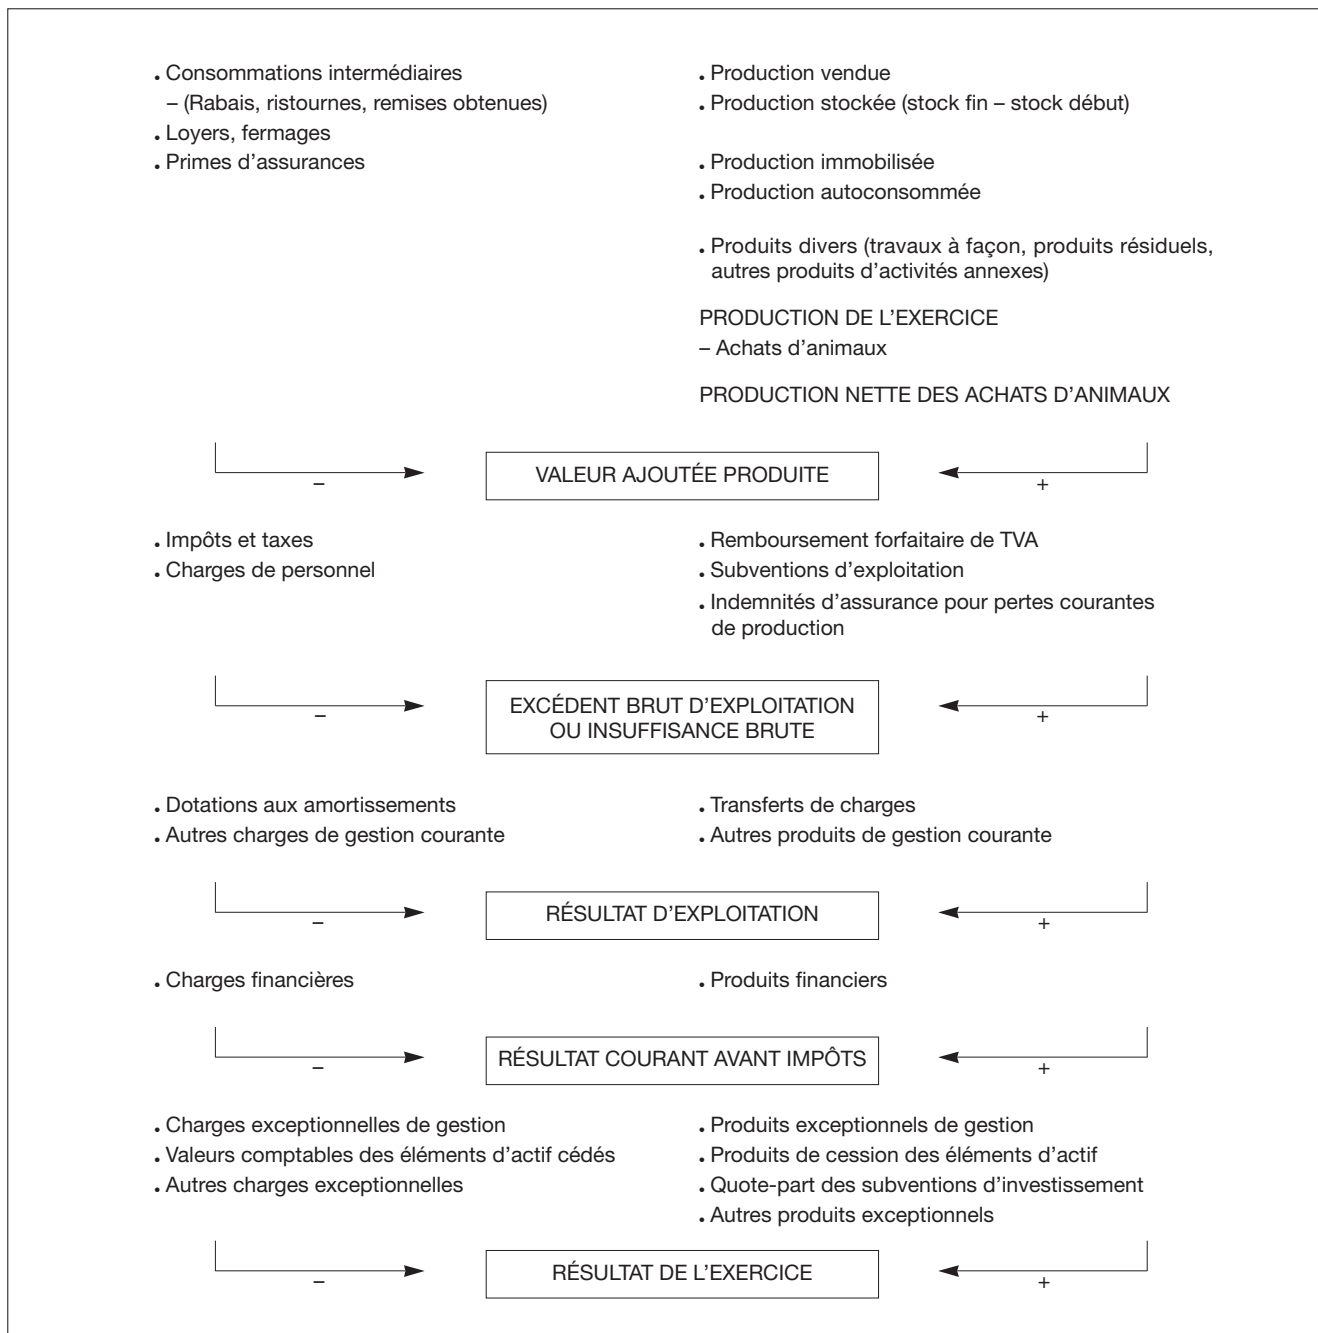 . Consommations intermédiaires
– (Rabais, ristournes, remises obtenues)
. Loyers, fermages
. Primes d’assurances
. Production vendue
. Production stockée (stock fin – stock début)
. Production immobilisée
. Production autoconsommée
. Produits divers (travaux à façon, produits résiduels,
autres produits d’activités annexes)
PRODUCTION DE L’EXERCICE
– Achats d’animaux
PRODUCTION NETTE DES ACHATS D’ANIMAUX
–
VALEUR AJOUTÉE PRODUITE
+
. Impôts et taxes
. Charges de personnel
. Remboursement forfaitaire de TVA
. Subventions d’exploitation
. Indemnités d’assurance pour pertes courantes
de production
–
EXCÉDENT BRUT D’EXPLOITATION
OU INSUFFISANCE BRUTE
+
. Dotations aux amortissements
. Autres charges de gestion courante
. Transferts de charges
. Autres produits de gestion courante
–
RÉSULTAT D’EXPLOITATION
+
. Charges financières
. Produits financiers
–
RÉSULTAT COURANT AVANT IMPÔTS
+
. Charges exceptionnelles de gestion
. Valeurs comptables des éléments d’actif cédés
. Autres charges exceptionnelles
. Produits exceptionnels de gestion
. Produits de cession des éléments d’actif
. Quote-part des subventions d’investissement
. Autres produits exceptionnels
–
RÉSULTAT DE L’EXERCICE
+